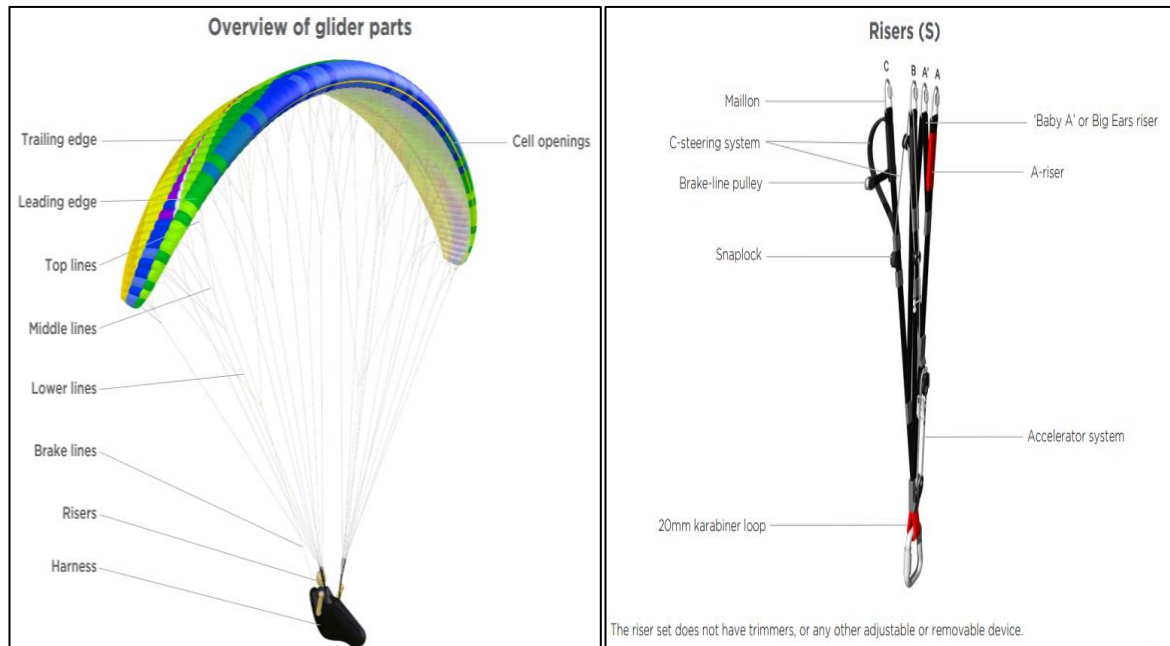 Overview of glider parts
Trailing edge
Cell openings
Leading edge
Top lines
Middle lines
Lower lines
Brake lines
Risers
Harness
Risers (S)
C
B
A'
A
Maillon
'Baby A' or Big Ears riser
C-steering system
A-riser
Brake-line pulley
Snaplock
Accelerator system
20mm karabiner loop
The riser set does not have trimmers, or any other adjustable or removable device.